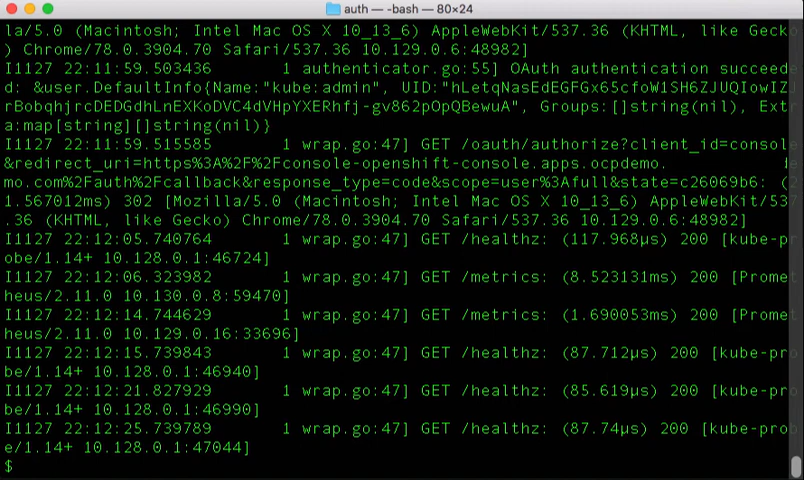 auth — -bash — 80×24
la/5.0 (Macintosh; Intel Mac OS X 10_13_6) AppleWebKit/537.36 (KHTML, like Gecko
) Chrome/78.0.3904.70 Safari/537.36 10.129.0.6:48982]
I1127 22:11:59.503436       1 authenticator.go:55] OAuth authentication succeede
d: &user.DefaultInfo{Name:"kube:admin", UID:"hLetqNasEdEGFGx65cfoW1SH6ZJUQIowIZJ
rBobqhjrcDEDGdhLnEXKoDVC4dVHpYXERhfj-gv862pOpQBewuA", Groups:[]string(nil), Extr
a:map[string][]string(nil)}
I1127 22:11:59.515585       1 wrap.go:47] GET /oauth/authorize?client_id=console
&redirect_uri=https%3A%2F%2Fconsole-openshift-console.apps.ocpdemo.
mo.com%2Fauth%2Fcallback&response_type=code&scope=user%3Afull&state=c26069b6: (2
1.567012ms) 302 [Mozilla/5.0 (Macintosh; Intel Mac OS X 10_13_6) AppleWebKit/537
.36 (KHTML, like Gecko) Chrome/78.0.3904.70 Safari/537.36 10.129.0.6:48982]
I1127 22:12:05.740764       1 wrap.go:47] GET /healthz: (117.968µs) 200 [kube-pr
obe/1.14+ 10.128.0.1:46724]
I1127 22:12:06.323982       1 wrap.go:47] GET /metrics: (8.523131ms) 200 [Promet
heus/2.11.0 10.130.0.8:59470]
I1127 22:12:14.744629       1 wrap.go:47] GET /metrics: (1.690053ms) 200 [Promet
heus/2.11.0 10.129.0.16:33696]
I1127 22:12:15.739843       1 wrap.go:47] GET /healthz: (87.712µs) 200 [kube-pro
be/1.14+ 10.128.0.1:46940]
I1127 22:12:21.827929       1 wrap.go:47] GET /healthz: (85.619µs) 200 [kube-pro
be/1.14+ 10.128.0.1:46990]
I1127 22:12:25.739789       1 wrap.go:47] GET /healthz: (87.74µs) 200 [kube-prob
e/1.14+ 10.128.0.1:47044]
$